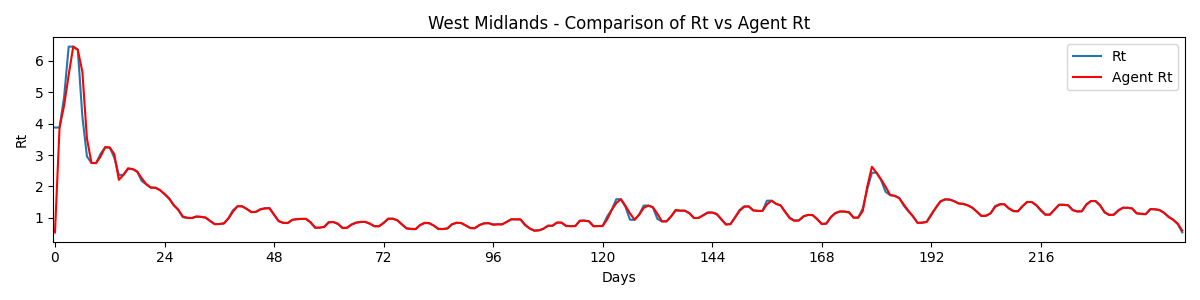 West Midlands - Comparison of Rt vs Agent Rt
Rt
Agent Rt
6
5
4
3
2
1
Rt
0 24 48 72 96 120 144 168 192 216
Days